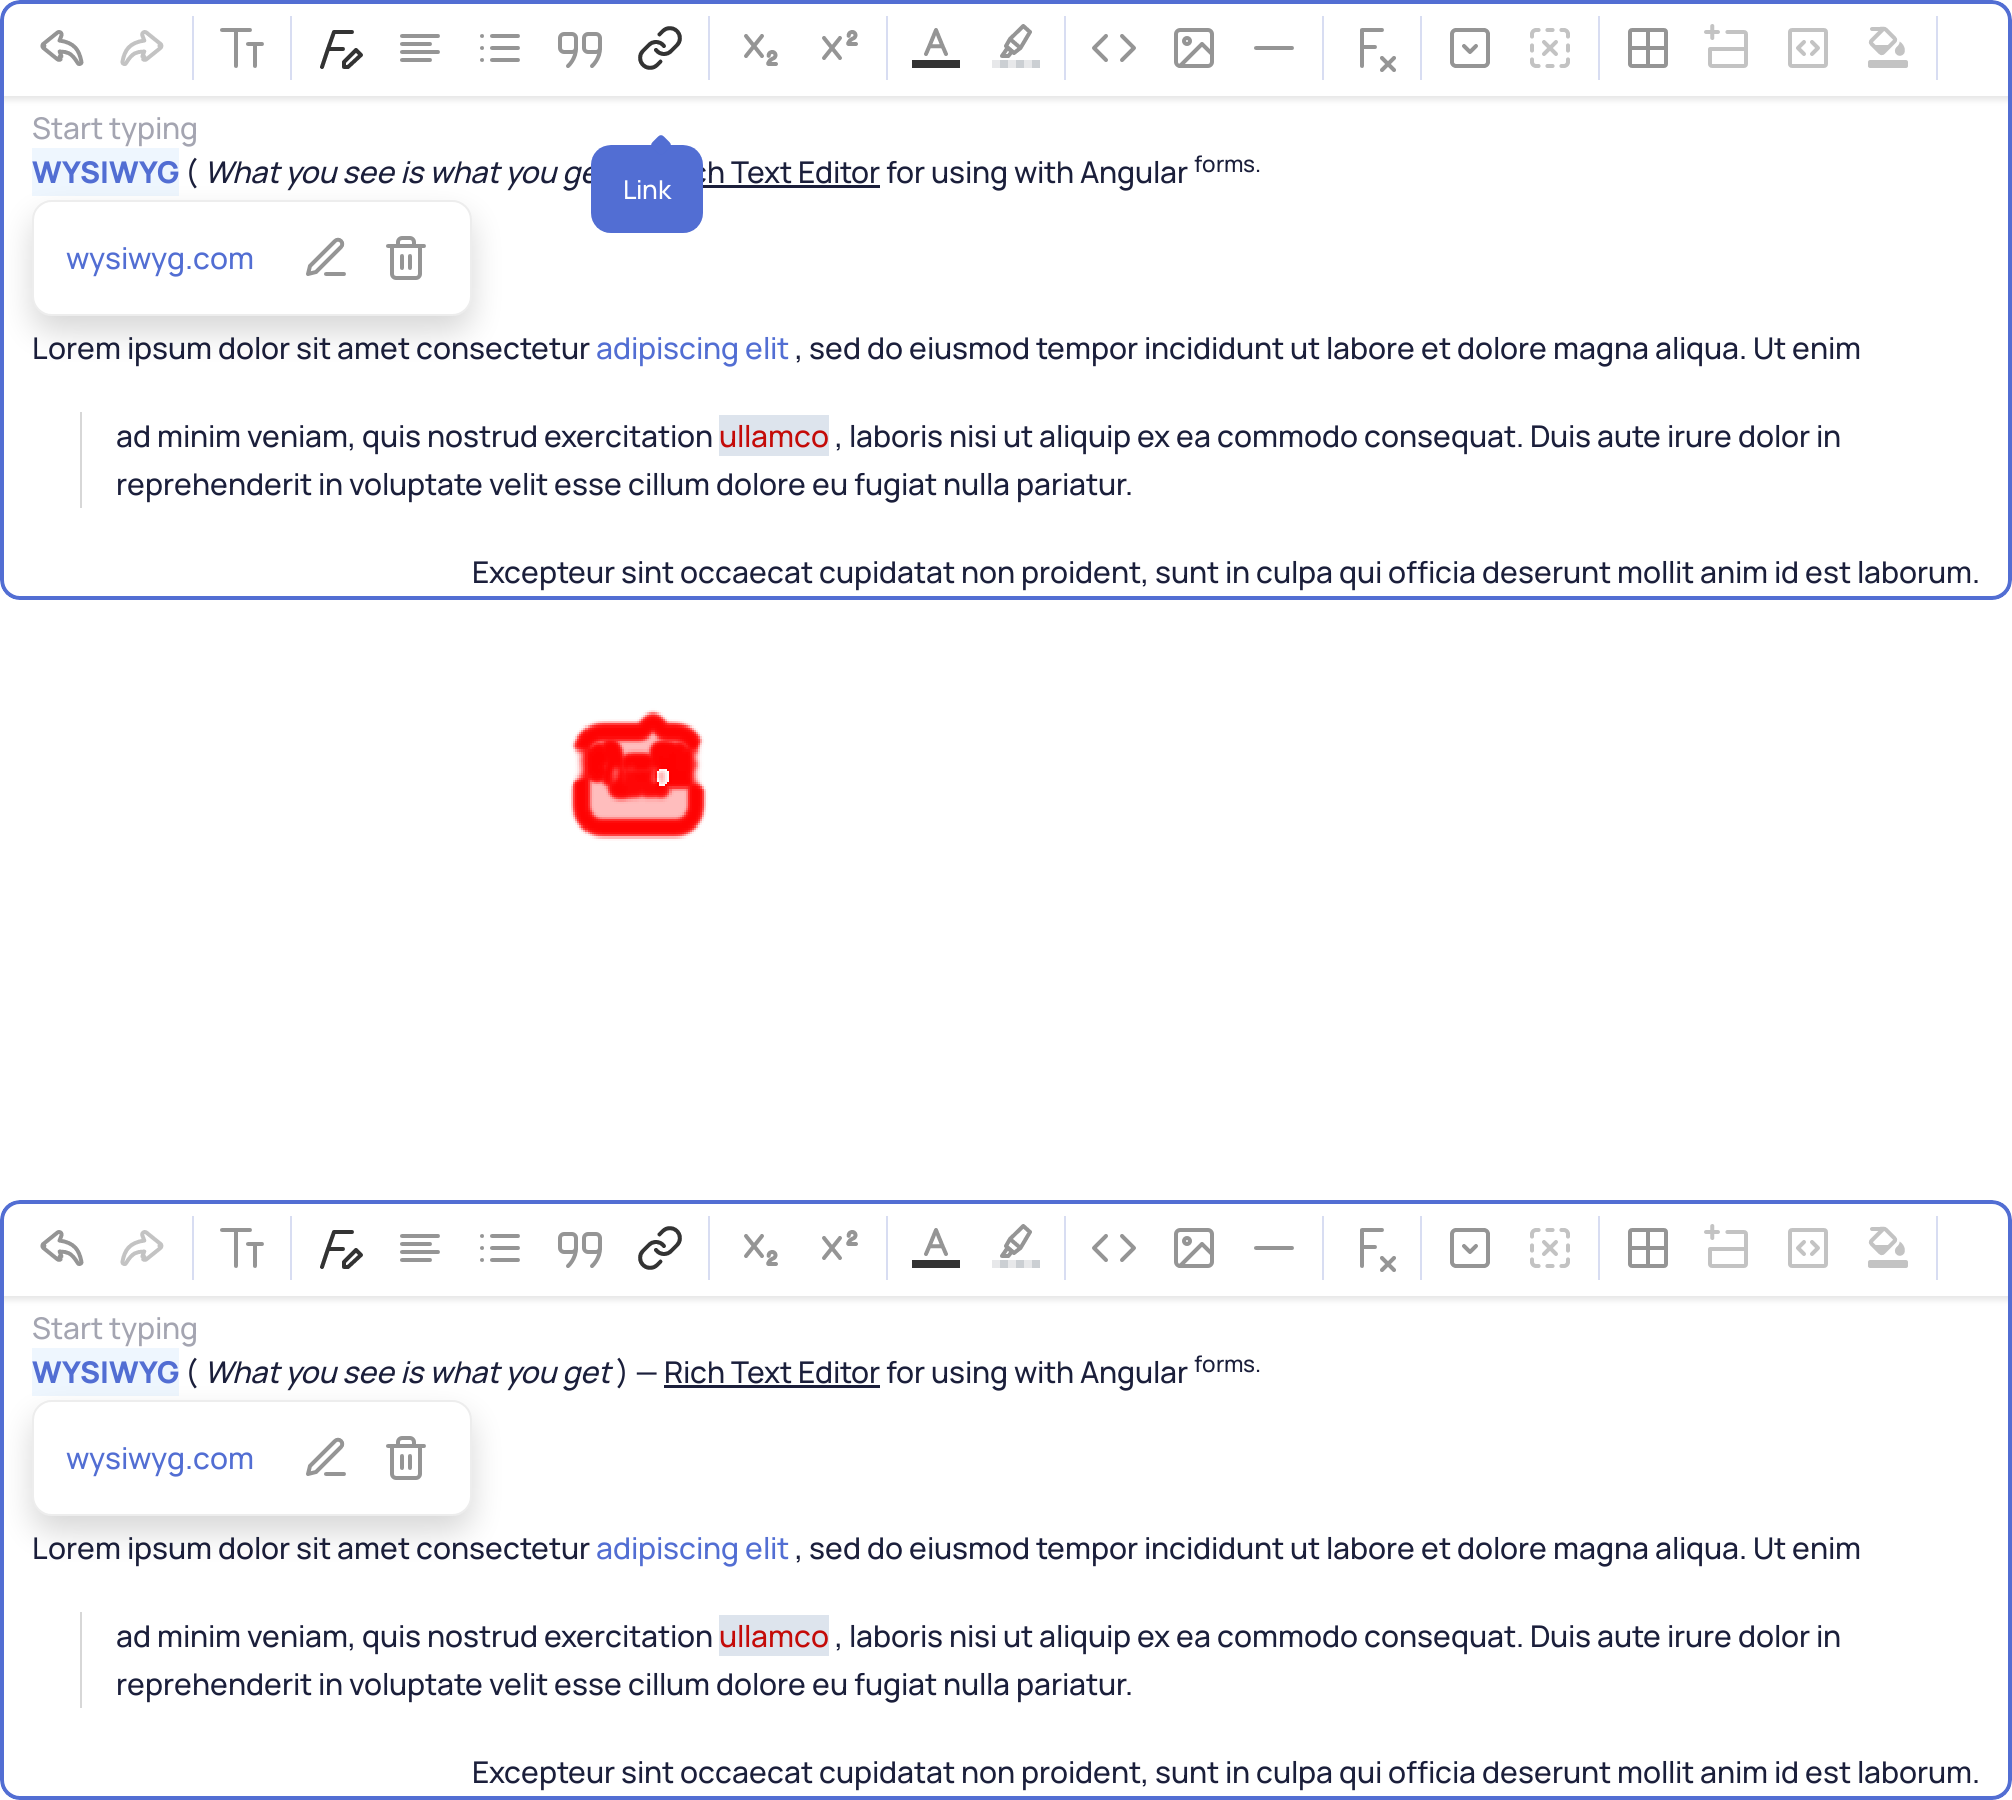 Start typing
WYSIWYG ( What you see is what you ge
Link
Text Editor for using with Angular forms.
wysiwyg.com
Lorem ipsum dolor sit amet consectetur adipiscing elit , sed do eiusmod tempor incididunt ut labore et dolore magna aliqua. Ut enim
ad minim veniam, quis nostrud exercitation ullamco , laboris nisi ut aliquip ex ea commodo consequat. Duis aute irure dolor in
reprehenderit in voluptate velit esse cillum dolore eu fugiat nulla pariatur.
Excepteur sint occaecat cupidatat non proident, sunt in culpa qui officia deserunt mollit anim id est laborum.
Start typing
WYSIWYG ( What you see is what you get ) — Rich Text Editor for using with Angular forms.
wysiwyg.com
Lorem ipsum dolor sit amet consectetur adipiscing elit , sed do eiusmod tempor incididunt ut labore et dolore magna aliqua. Ut enim
ad minim veniam, quis nostrud exercitation ullamco , laboris nisi ut aliquip ex ea commodo consequat. Duis aute irure dolor in
reprehenderit in voluptate velit esse cillum dolore eu fugiat nulla pariatur.
Excepteur sint occaecat cupidatat non proident, sunt in culpa qui officia deserunt mollit anim id est laborum.